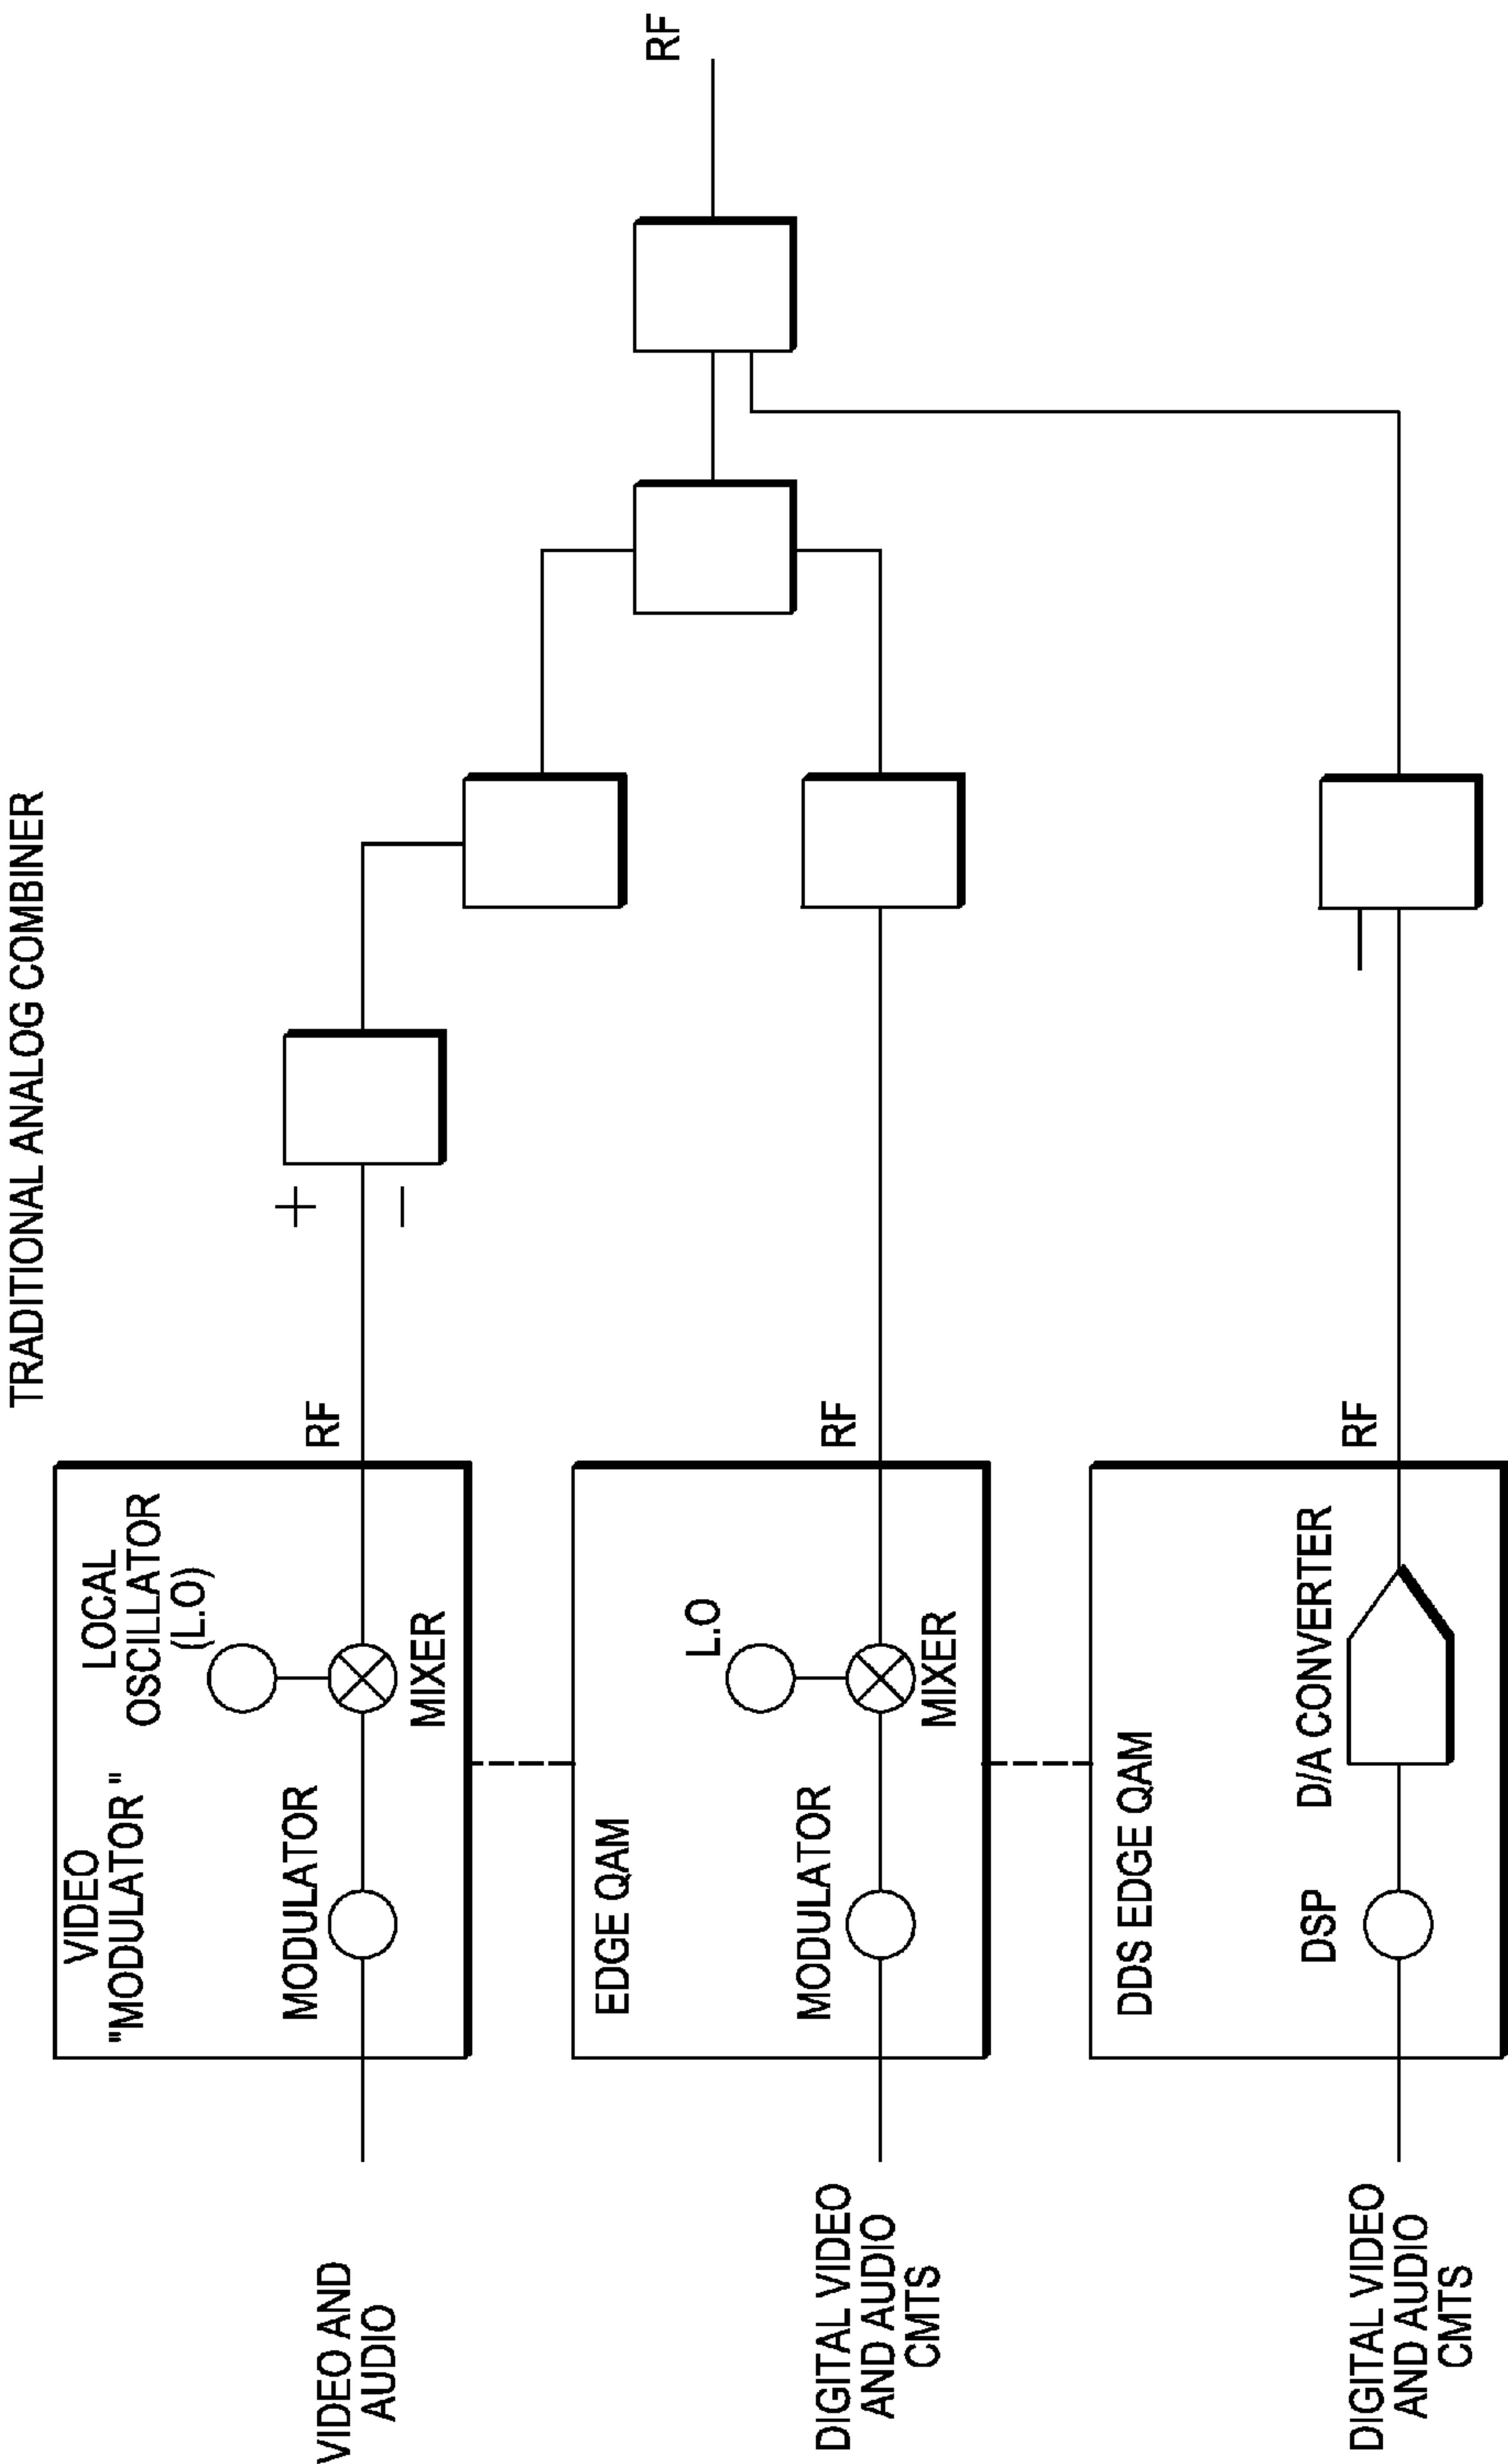 TRADITIONAL ANALOG COMBINER
VIDEO
"MODULATOR"
LOCAL
OSCILLATOR
(L.O)
MODULATOR
MIXER
RF
VIDEO AND
AUDIO
EDGE QAM
L.O
MODULATOR
MIXER
RF
DIGITAL VIDEO
AND AUDIO
CMTS
DDS EDGE QAM
DSP
D/A CONVERTER
RF
DIGITAL VIDEO
AND AUDIO
CMTS
+
−
RF